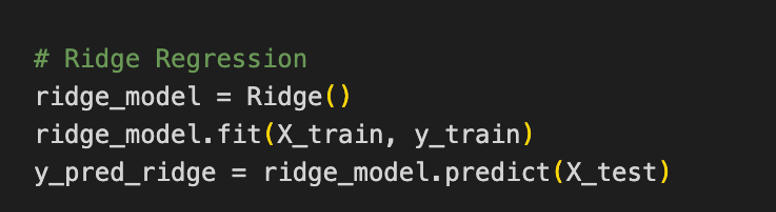 # Ridge Regression
ridge_model = Ridge()
ridge_model.fit(X_train, y_train)
y_pred_ridge = ridge_model.predict(X_test)